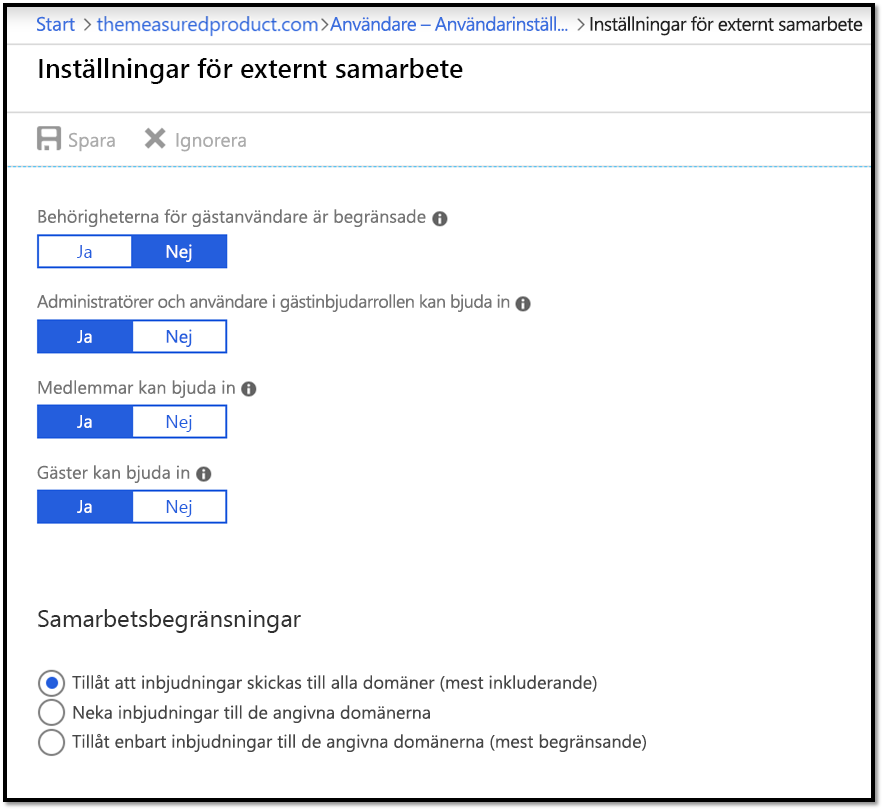 Start > themeasuredproduct.com>Användare – Användarinställ... > Inställningar för externt samarbete
Inställningar för externt samarbete
Spara Ignorera
Behörigheterna för gästanvändare är begränsade
Ja Nej
Administratörer och användare i gästinbjudarrollen kan bjuda in
Ja Nej
Medlemmar kan bjuda in
Ja Nej
Gäster kan bjuda in
Ja Nej
Samarbetsbegränsningar
Tillåt att inbjudningar skickas till alla domäner (mest inkluderande)
Neka inbjudningar till de angivna domänerna
Tillåt enbart inbjudningar till de angivna domänerna (mest begränsande)